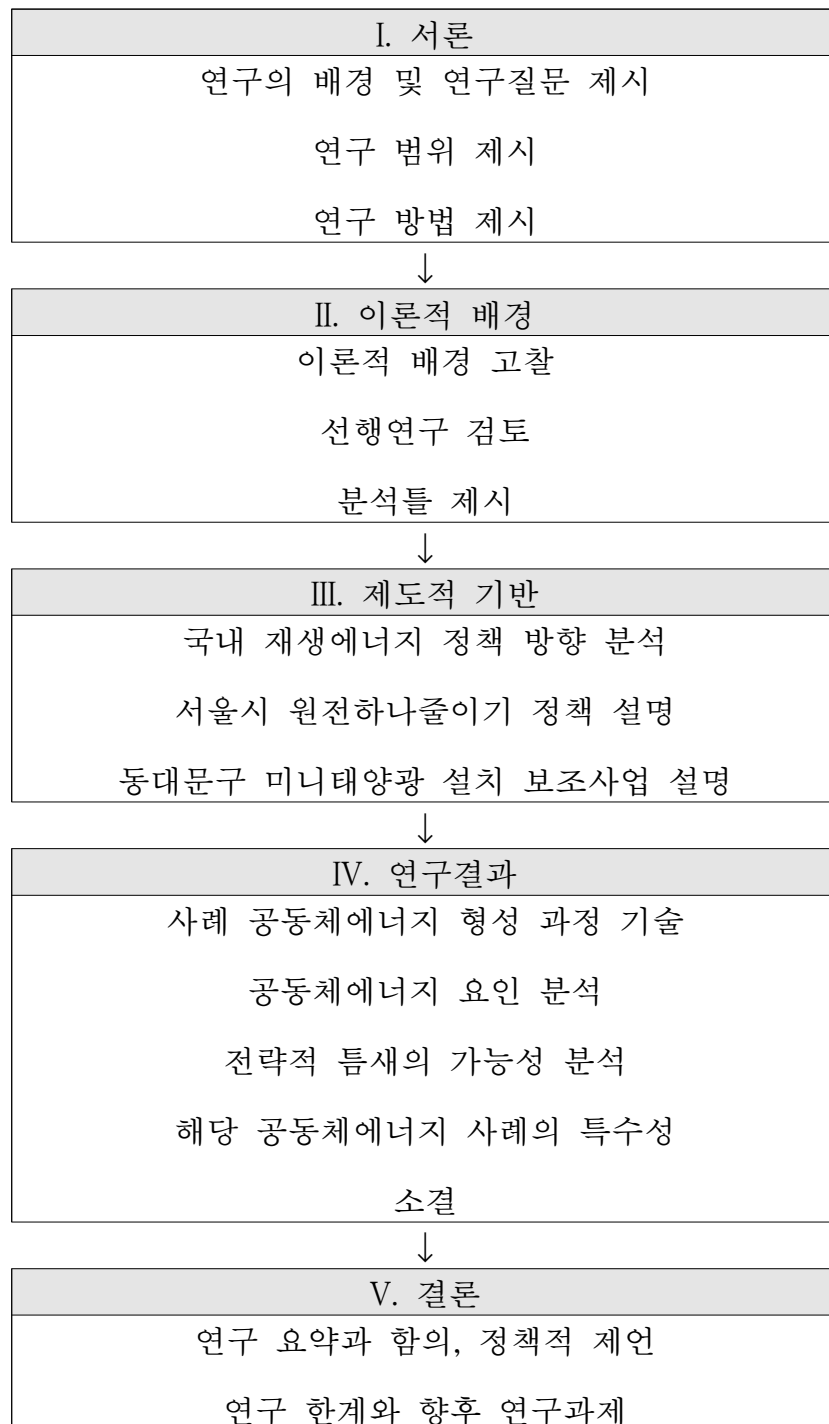 Ⅰ. 서론
연구의 배경 및 연구질문 제시
연구 범위 제시
연구 방법 제시
↓
Ⅱ. 이론적 배경
이론적 배경 고찰
선행연구 검토
분석틀 제시
↓
Ⅲ. 제도적 기반
국내 재생에너지 정책 방향 분석
서울시 원전하나줄이기 정책 설명
동대문구 미니태양광 설치 보조사업 설명
↓
Ⅳ. 연구결과
사례 공동체에너지 형성 과정 기술
공동체에너지 요인 분석
전략적 틈새의 가능성 분석
해당 공동체에너지 사례의 특수성
소결
↓
Ⅴ. 결론
연구 요약과 함의, 정책적 제언
연구 한계와 향후 연구과제